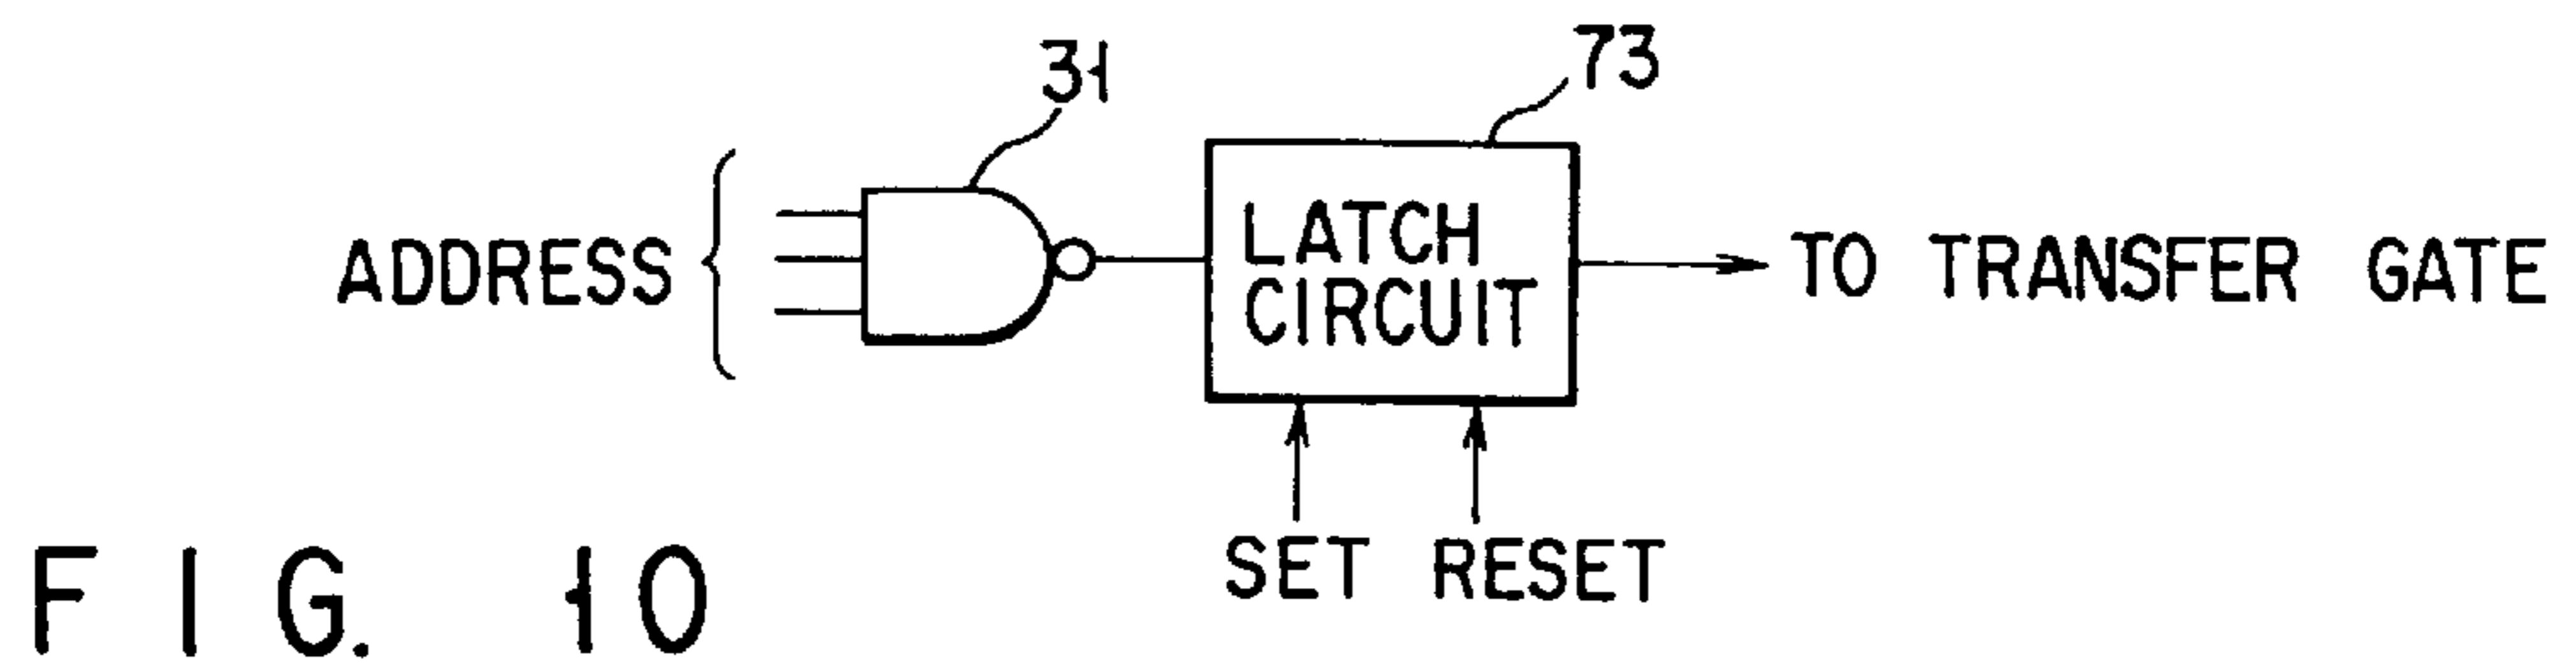 31
73
ADDRESS
LATCH
CIRCUIT
TO TRANSFER GATE
SET RESET
FIG. 10